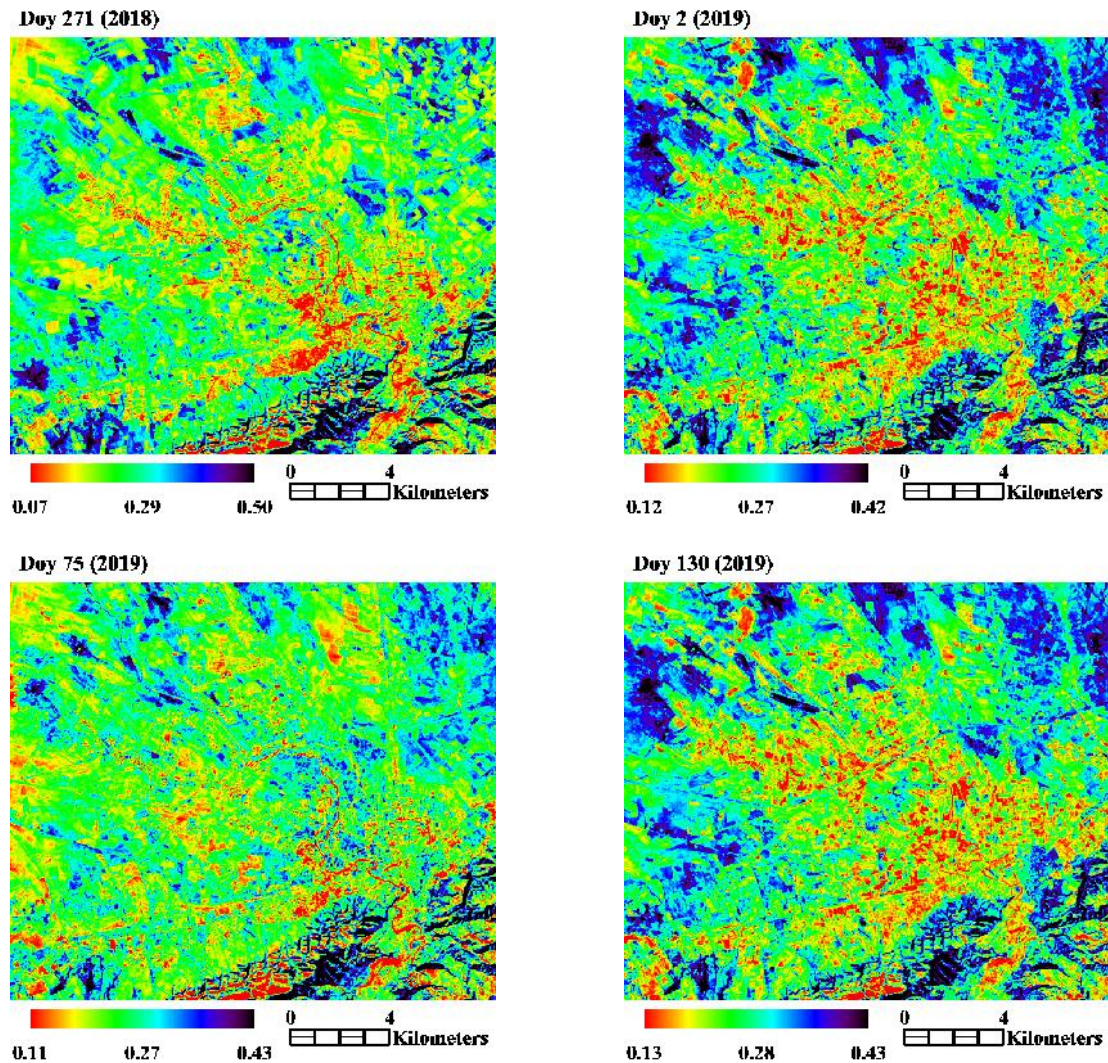 Doy 271 (2018)
Doy 2 (2019)
0 4
Kilometers
0.07 0.29 0.50
0 4
Kilometers
0.12 0.27 0.42
Doy 75 (2019)
Doy 130 (2019)
0 4
Kilometers
0.11 0.27 0.43
0 4
Kilometers
0.13 0.28 0.43